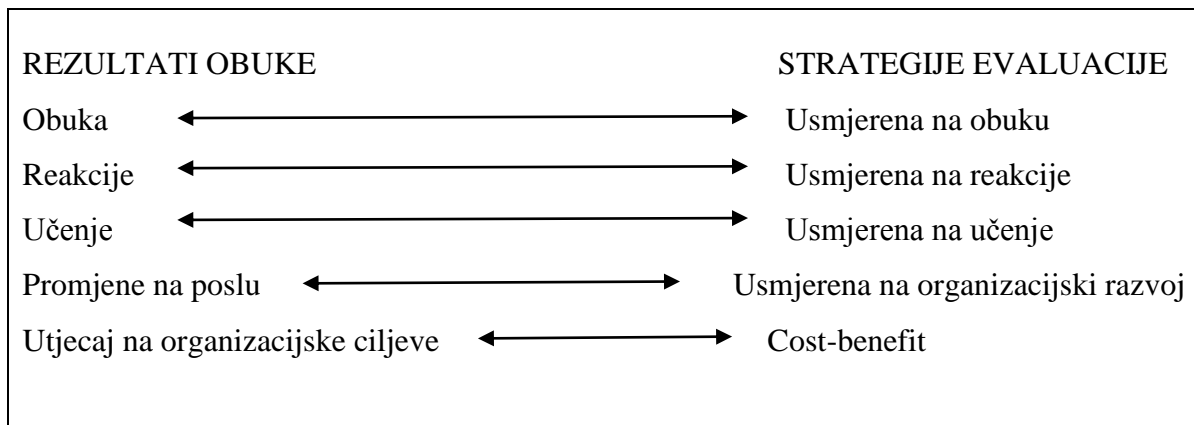 REZULTATI OBUKE STRATEGIJE EVALUACIJE
Obuka Usmjerena na obuku
Reakcije Usmjerena na reakcije
Učenje Usmjerena na učenje
Promjene na poslu Usmjerena na organizacijski razvoj
Utjecaj na organizacijske ciljeve Cost-benefit